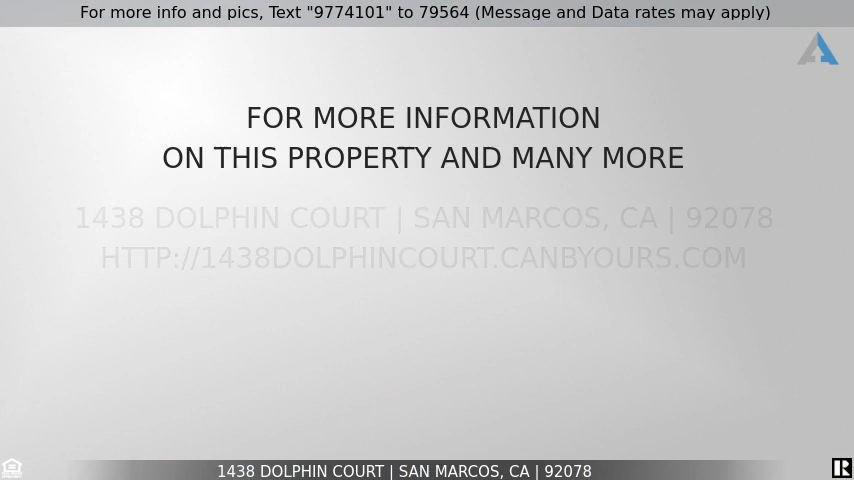 For more info and pics, Text "9774101" to 79564 (Message and Data rates may apply)
FOR MORE INFORMATION
ON THIS PROPERTY AND MANY MORE
1438 DOLPHIN COURT | SAN MARCOS, CA | 92078
HTTP://1438DOLPHINCOURT.CANBYOURS.COM
1438 DOLPHIN COURT | SAN MARCOS, CA | 92078